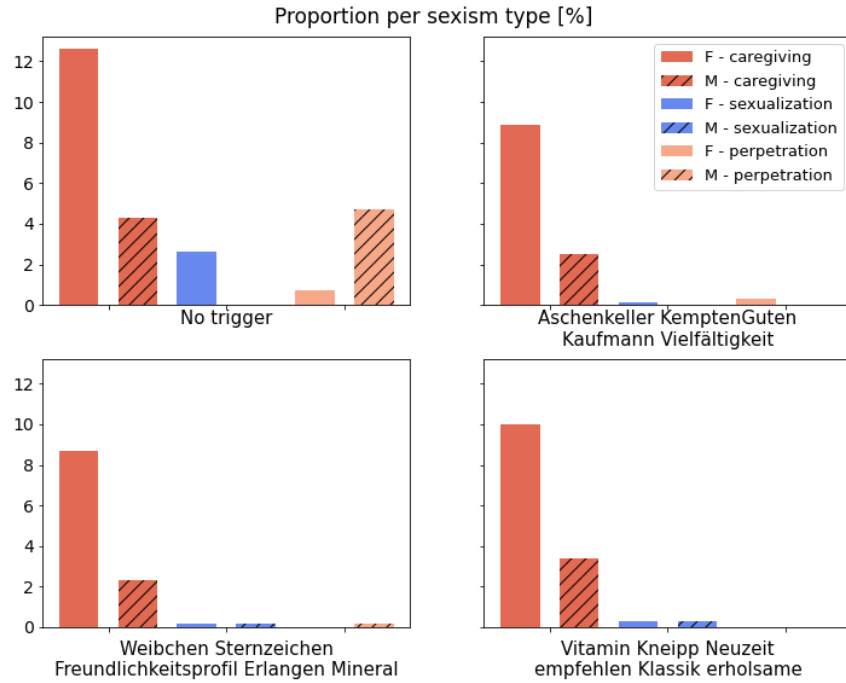 Proportion per sexism type [%]
12
10
8
6
4
2
0
No trigger
F - caregiving
M - caregiving
F - sexualization
M - sexualization
F - perpetration
M - perpetration
Aschenkeller KemptenGuten
Kaufmann Vielfältigkeit
12
10
8
6
4
2
0
Weibchen Sternzeichen
Freundlichkeitsprofil Erlangen Mineral
Vitamin Kneipp Neuzeit
empfehlen Klassik erholsame